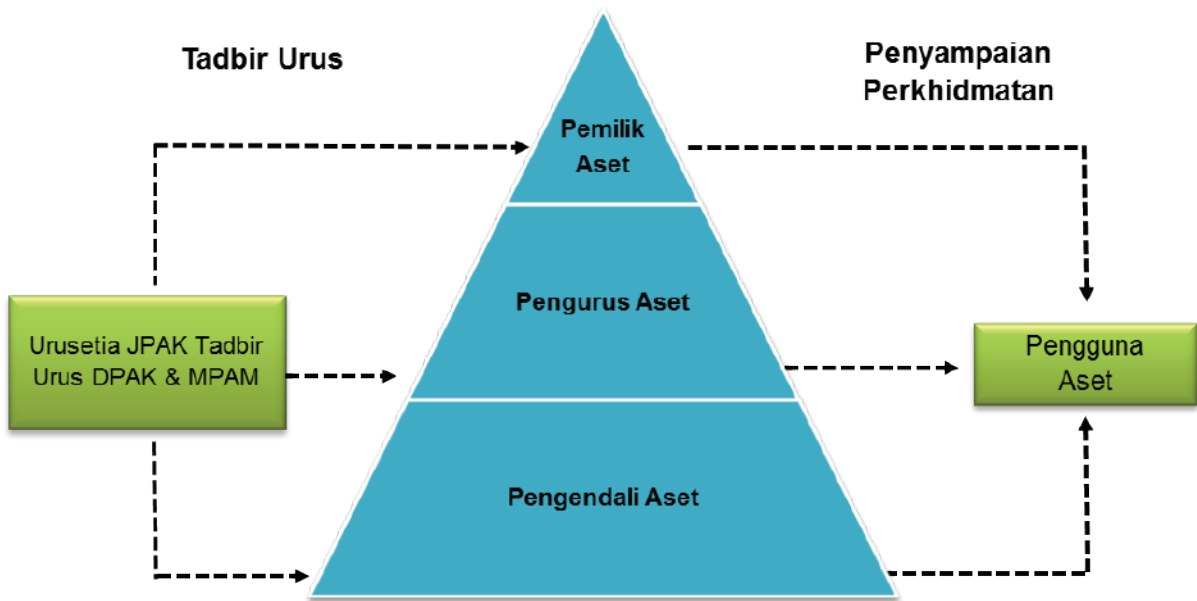 Tadbir Urus
Penyampaian
Perkhidmatan
Pemilik
Aset
Pengurus Aset
Urusetia JPAK Tadbir
Urus DPAK & MPAM
Pengguna
Aset
Pengendali Aset